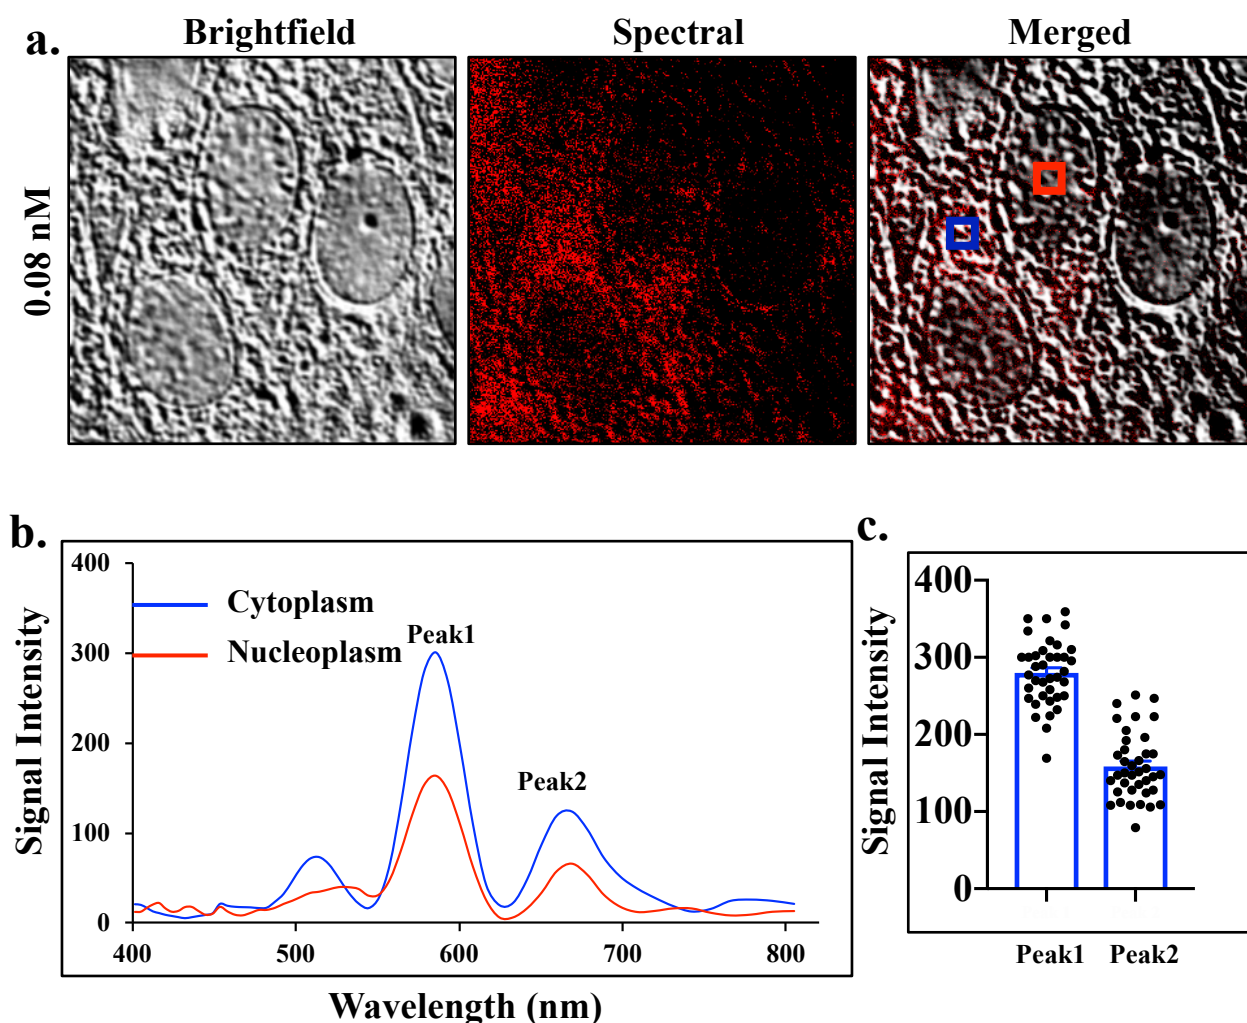 a.
Brightfield
Spectral
Merged
0.08 nM
b.
c.
Signal Intensity
400
300
200
100
0
Cytoplasm
Nucleoplasm
Peak1
Peak2
400
500
600
700
800
Wavelength (nm)
Signal Intensity
400
300
200
100
0
Peak1
Peak2